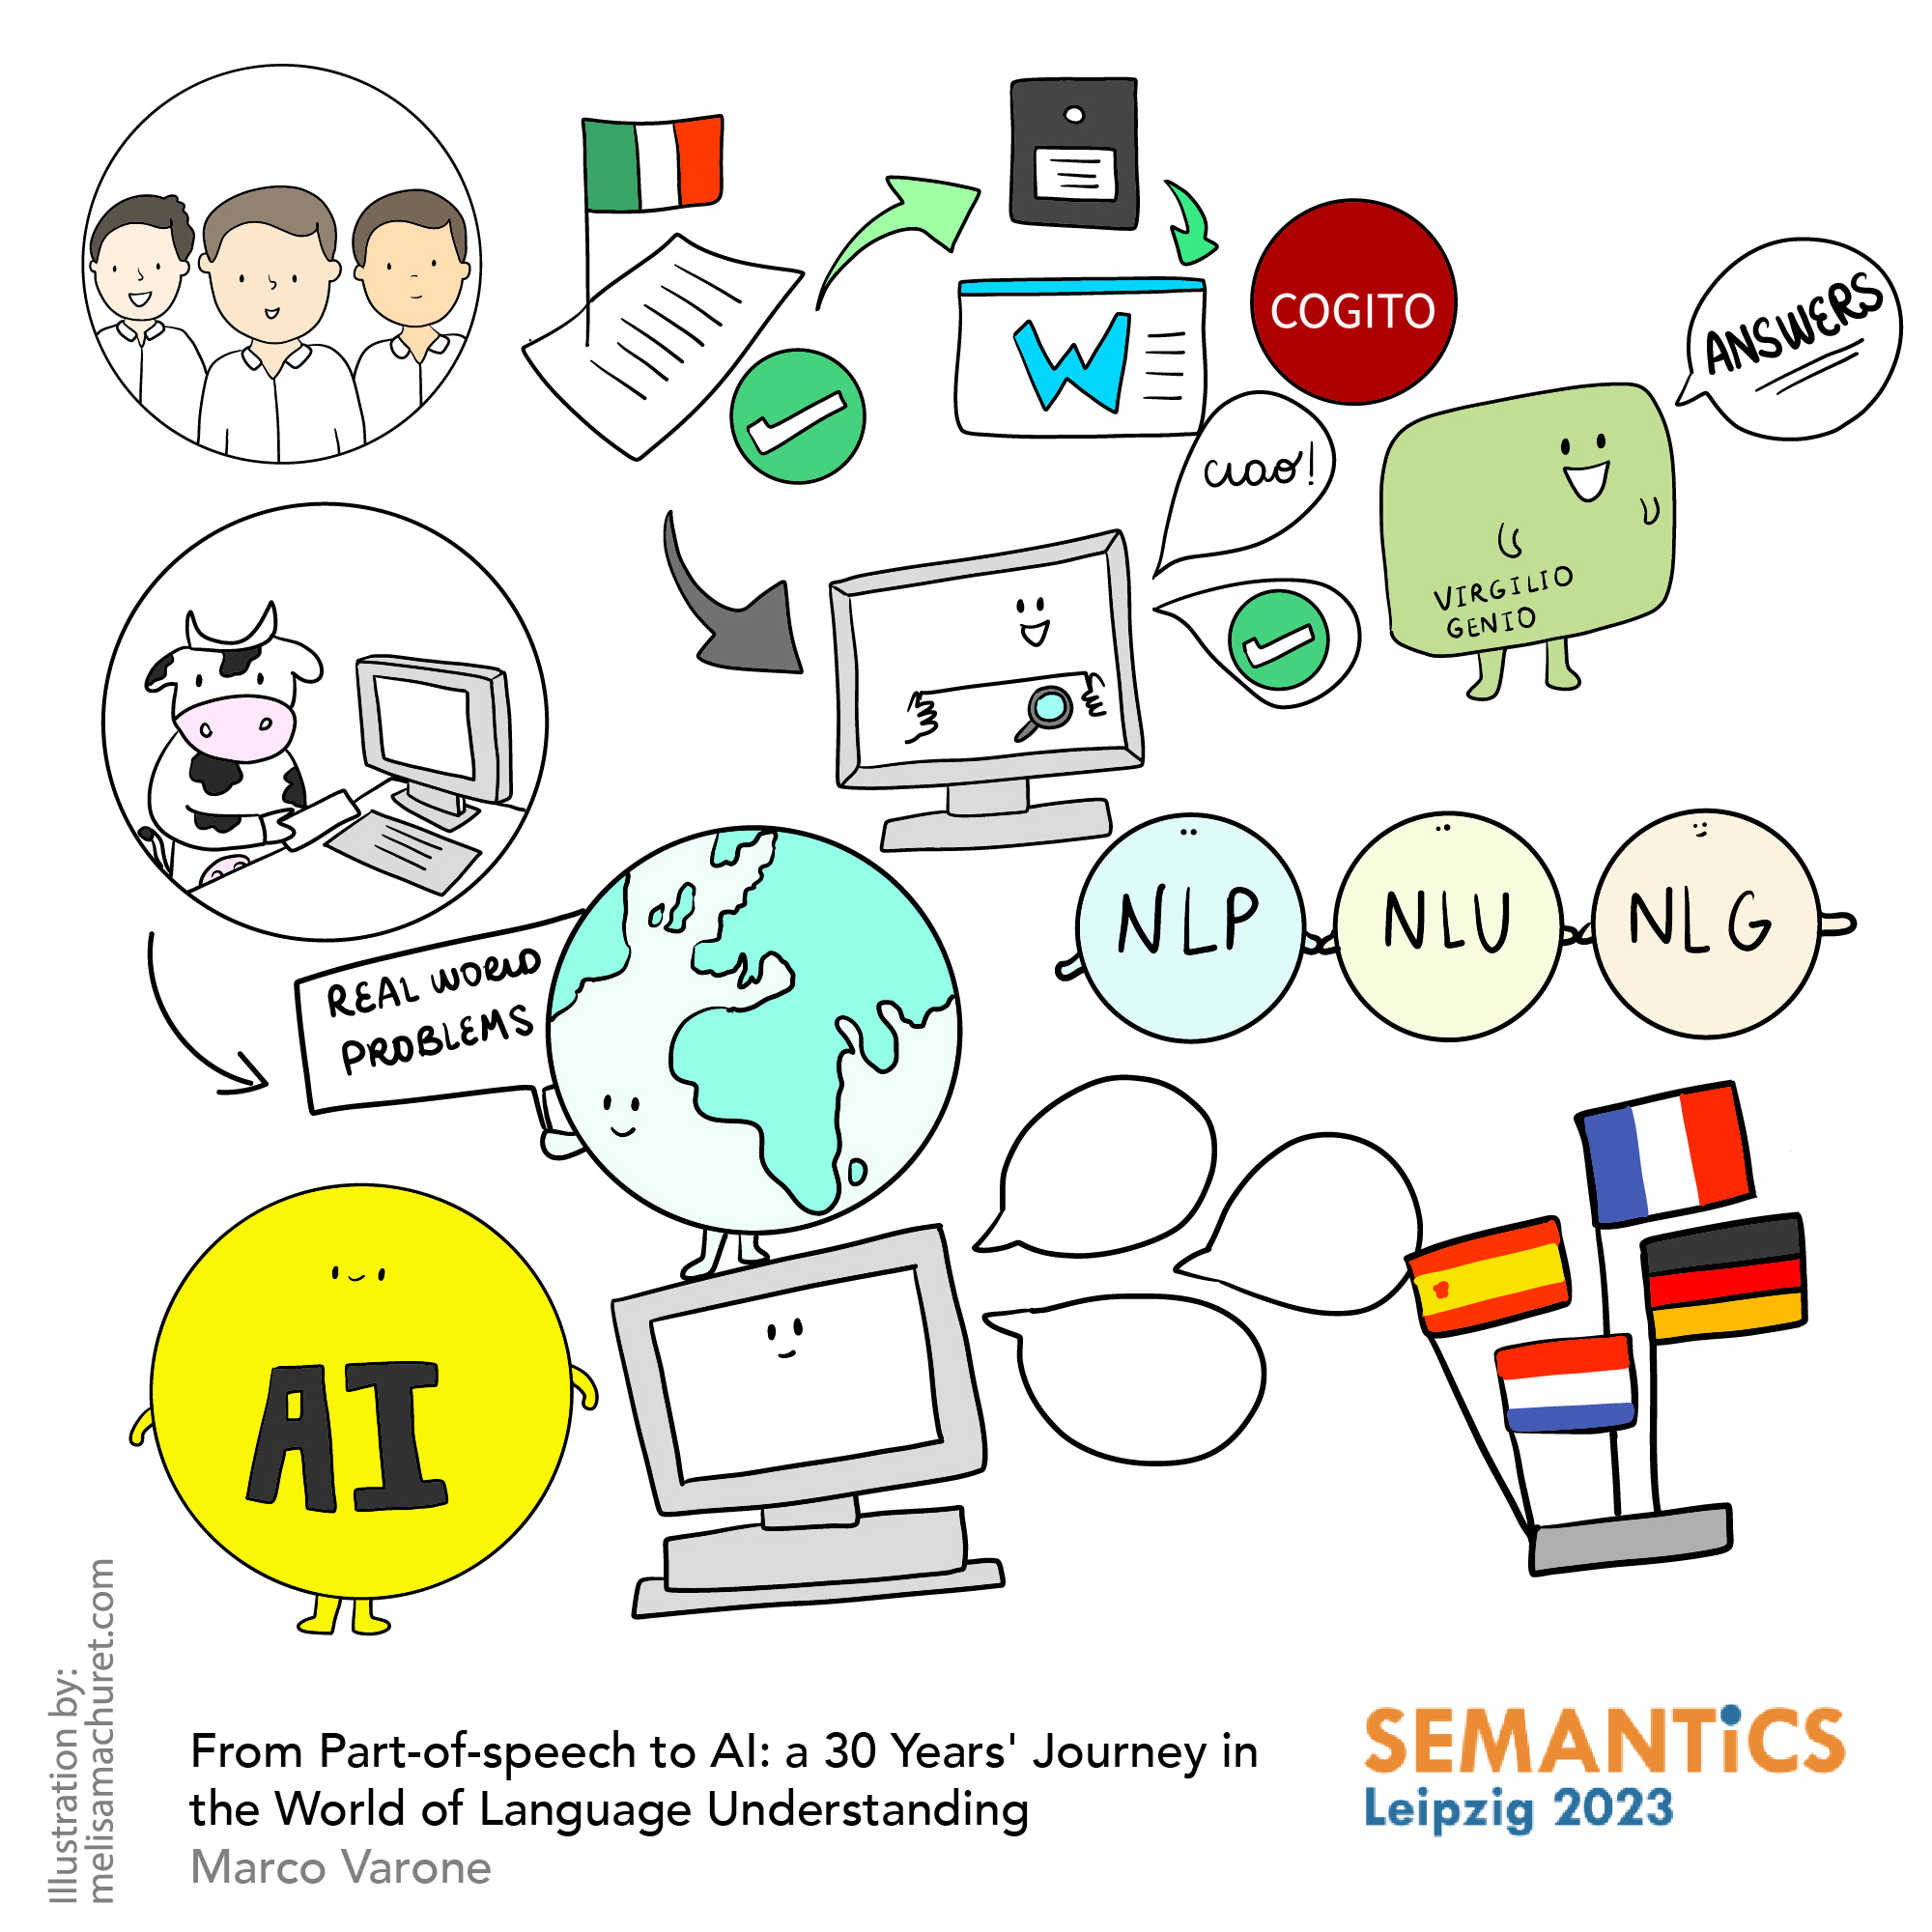 COGITO
ANSWERS
ciao!
VIRGILIO
GENIO
REAL WORLD
PROBLEMS
NLP
NLU
NLG
AI
W
Illustration by:
melisamachuret.com
From Part-of-speech to AI: a 30 Years' Journey in
the World of Language Understanding
Marco Varone
SEMANTiCS
Leipzig 2023